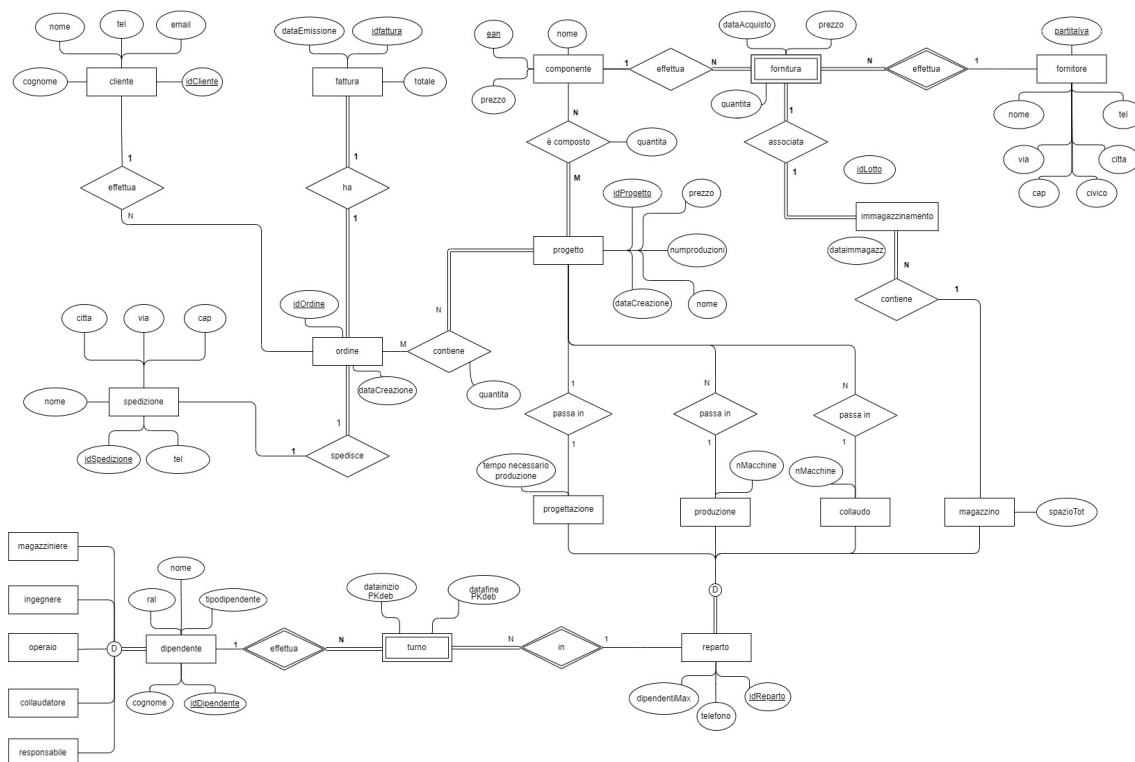 dataEmissione
idfattura
nome
tel
email
cognome
cliente
idCliente
fattura
totale
ean
nome
componente
prezzo
1
effettua
N
dataAcquisto
prezzo
fornitura
quantita
N
effettua
1
partitaIva
fornitore
nome
tel
via
citta
cap
civico
N
è composto
quantita
M
1
associata
1
idLotto
immagazzinamento
dataimmagazz
N
contiene
1
1
effettua
N
1
ha
1
idProgetto
prezzo
progetto
numproduzioni
dataCreazione
nome
idOrdine
ordine
dataCreazione
M
contiene
N
quantita
citta
via
cap
nome
spedizione
idSpedizione
tel
1
spedisce
1
1
passa in
1
N
passa in
1
N
passa in
1
tempo necessario
produzione
progettazione
nMacchine
produzione
nMacchine
collaudo
magazzino
spazioTot
magazziniere
ingegnere
operaio
collaudatore
responsabile
D
nome
ral
tipodipendente
dipendente
cognome
idDipendente
1
effettua
N
datainizio
PKdeb
datafine
PKdeb
turno
N
in
1
D
reparto
dipendentiMax
telefono
idReparto